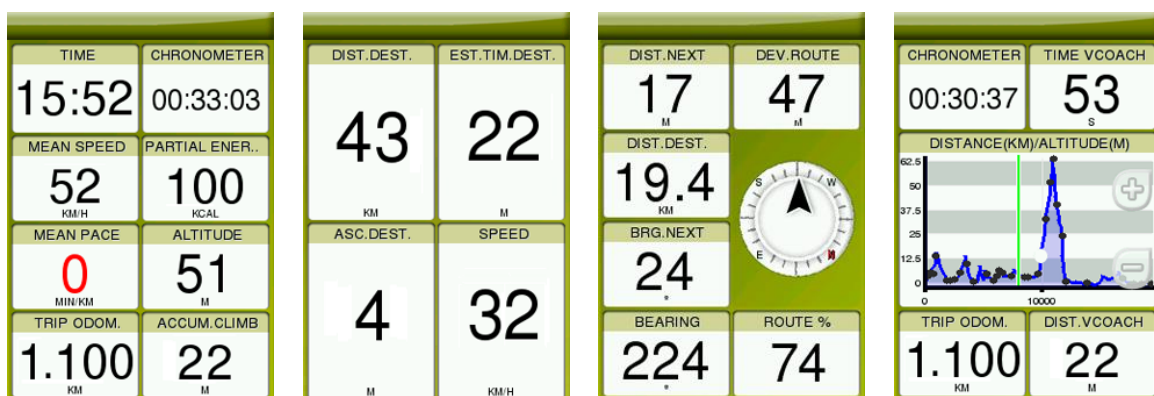 TIME
15:52
CHRONOMETER
00:33:03
MEAN SPEED
52
KM/H
PARTIAL ENER..
100
KCAL
MEAN PACE
0
MIN/KM
ALTITUDE
51
M
TRIP ODOM.
1.100
KM
ACCUM.CLIMB
22
M
DIST.DEST.
43
KM
EST.TIM.DEST.
22
M
ASC.DEST.
4
M
SPEED
32
KM/H
DIST.NEXT
17
M
DEV.ROUTE
47
M
DIST.DEST.
19.4
KM
S
W
E
N
BRG.NEXT
24
°
BEARING
224
°
ROUTE %
74
CHRONOMETER
00:30:37
TIME VCOACH
53
S
DISTANCE(KM)/ALTITUDE(M)
62.5
50
37.5
25
12.5
0
0
10000
TRIP ODOM.
1.100
KM
DIST.VCOACH
22
M